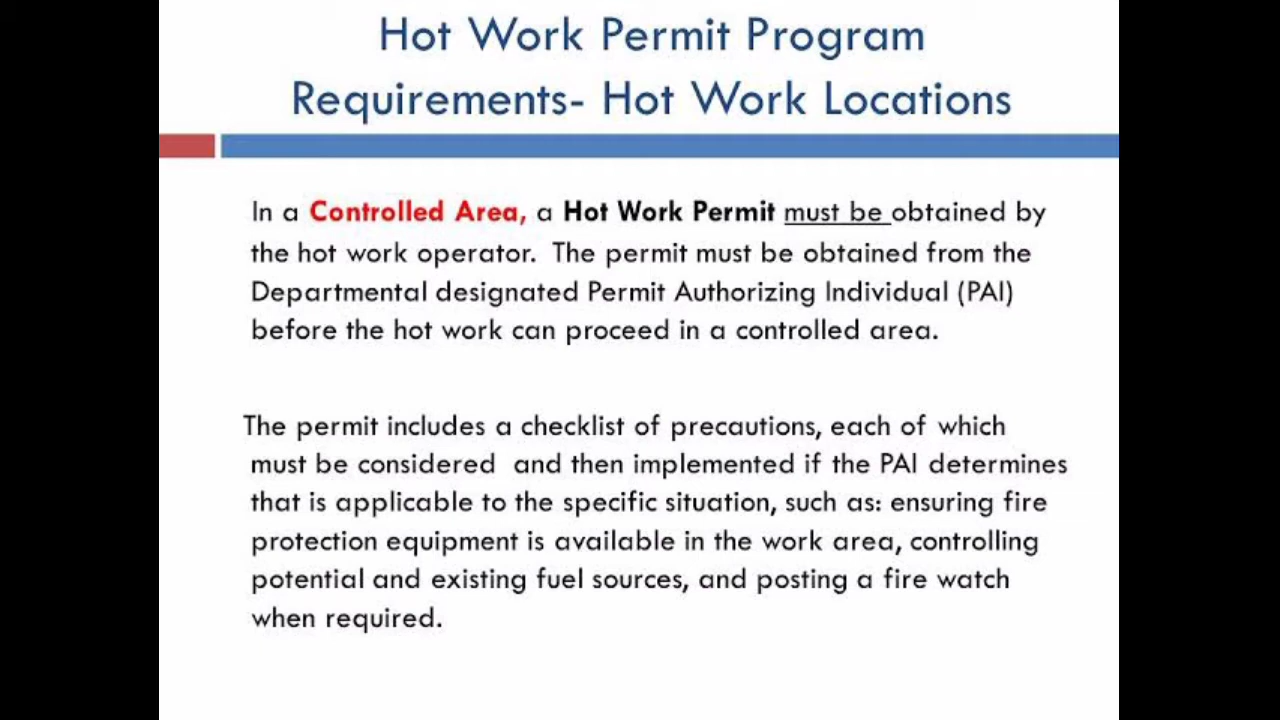 Hot Work Permit Program
Requirements- Hot Work Locations
In a Controlled Area, a Hot Work Permit must be obtained by
the hot work operator. The permit must be obtained from the
Departmental designated Permit Authorizing Individual (PAI)
before the hot work can proceed in a controlled area.
The permit includes a checklist of precautions, each of which
must be considered and then implemented if the PAI determines
that is applicable to the specific situation, such as: ensuring fire
protection equipment is available in the work area, controlling
potential and existing fuel sources, and posting a fire watch
when required.